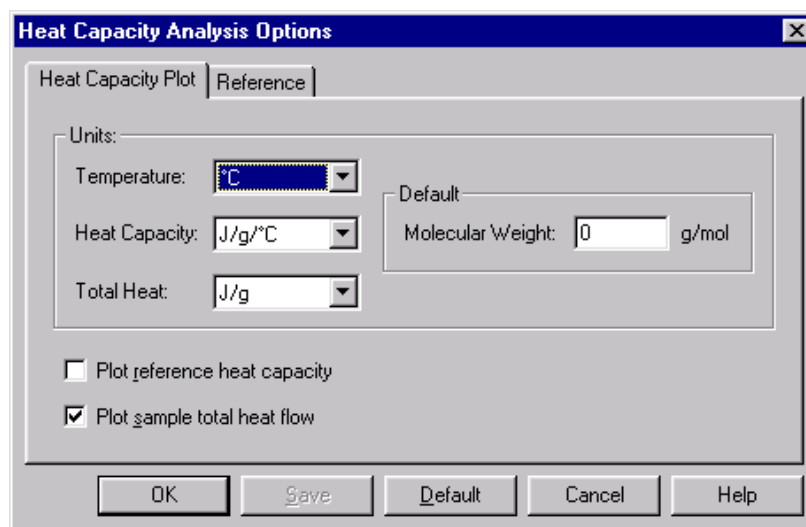 Heat Capacity Analysis Options
Heat Capacity Plot Reference
Units:
Temperature: °C
Default
Heat Capacity: J/g/°C
Molecular Weight: 0 g/mol
Total Heat: J/g
Plot reference heat capacity
Plot sample total heat flow
OK Save Default Cancel Help